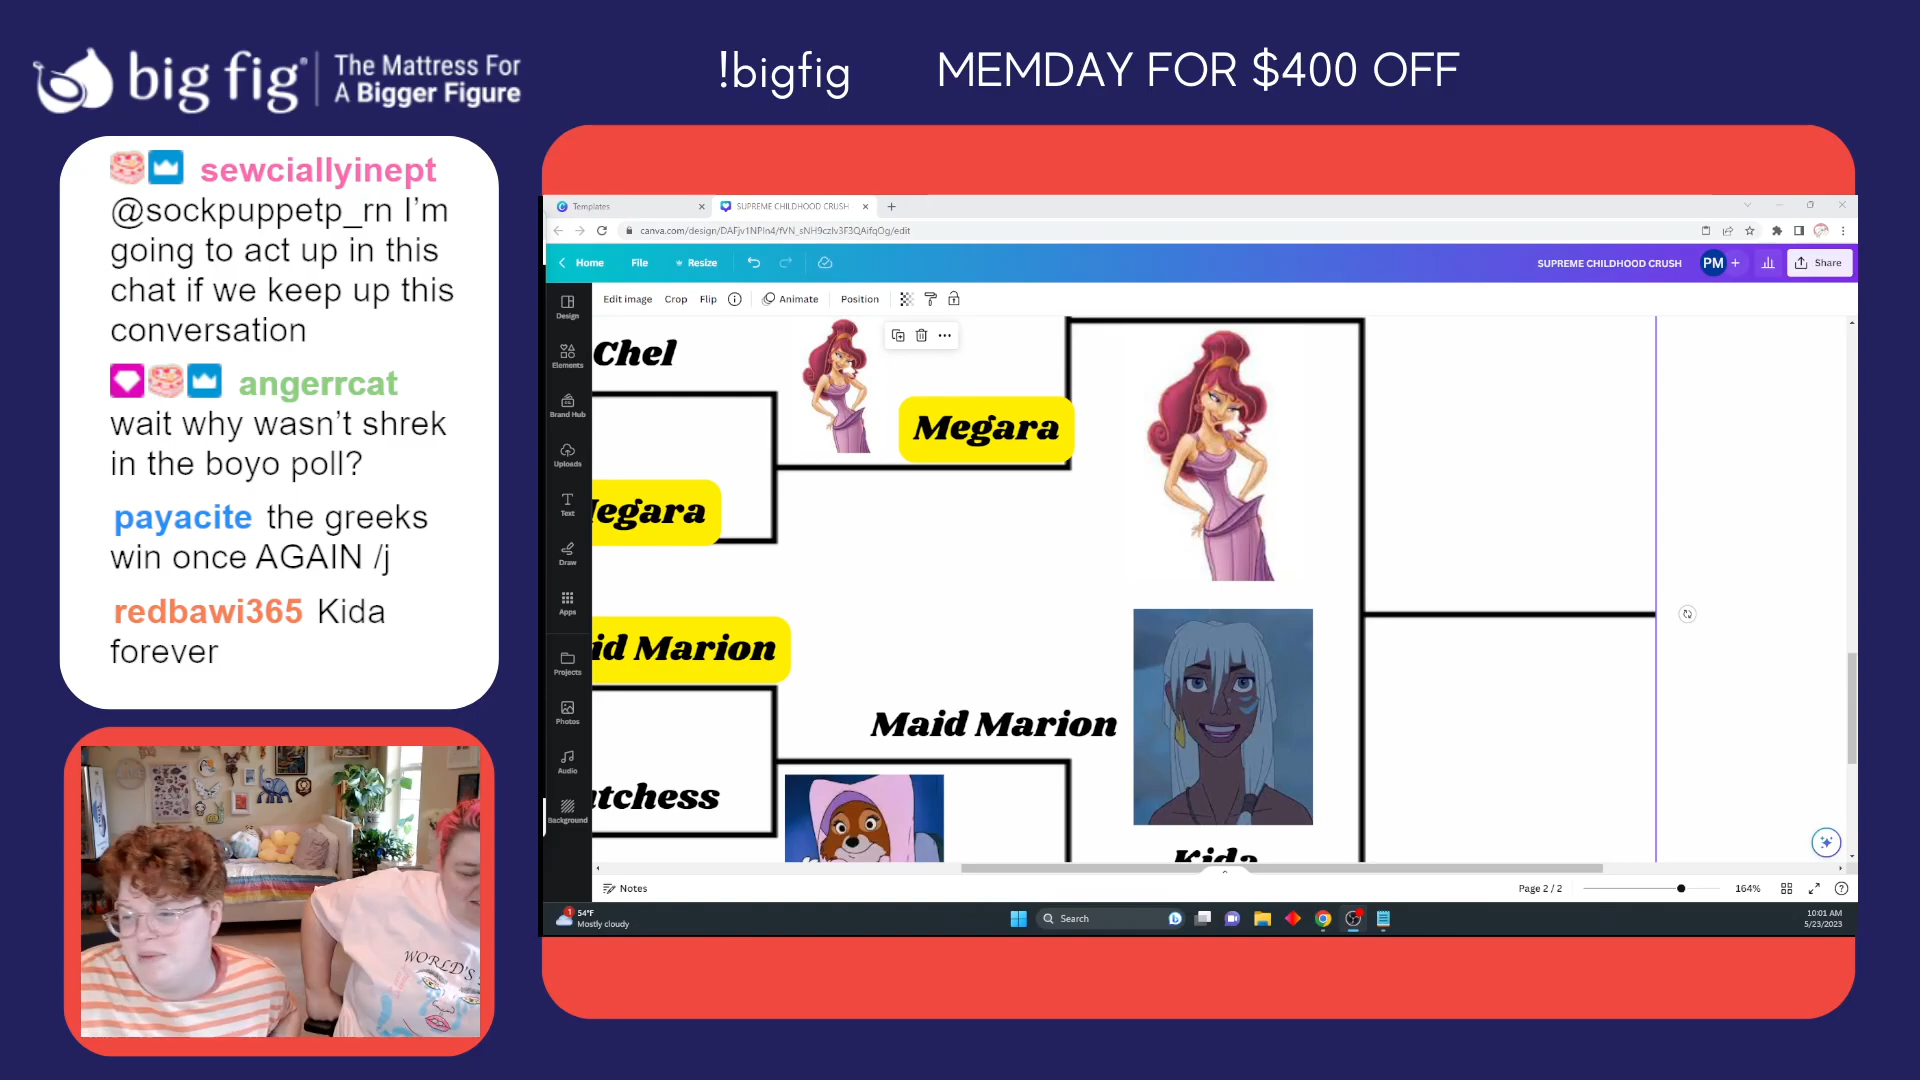 big fig
The Mattress For
A Bigger Figure
!bigfig
MEMDAY FOR $400 OFF
sewciallyinept
@sockpuppetp_rn I'm
going to act up in this
chat if we keep up this
conversation
angerrcat
wait why wasn't shrek
in the boyo poll?
payacite the greeks
win once AGAIN /j
redbawi365 Kida
forever
WORLD'S
Templates
SUPREME CHILDHOOD CRUSH
canva.com/design/DAFjv1NPln4/fVN_sNH9czlv3F3QAifqOg/edit
Home
File
Resize
SUPREME CHILDHOOD CRUSH
PM
Share
Edit image
Crop
Flip
Animate
Position
Design
Elements
Brand Hub
Uploads
Text
Draw
Apps
Projects
Photos
Audio
Background
Chel
Megara
legara
id Marion
Maid Marion
tchess
Kida
Notes
Page 2 / 2
164%
1
54°F
Mostly cloudy
Search
10:01 AM
5/23/2023